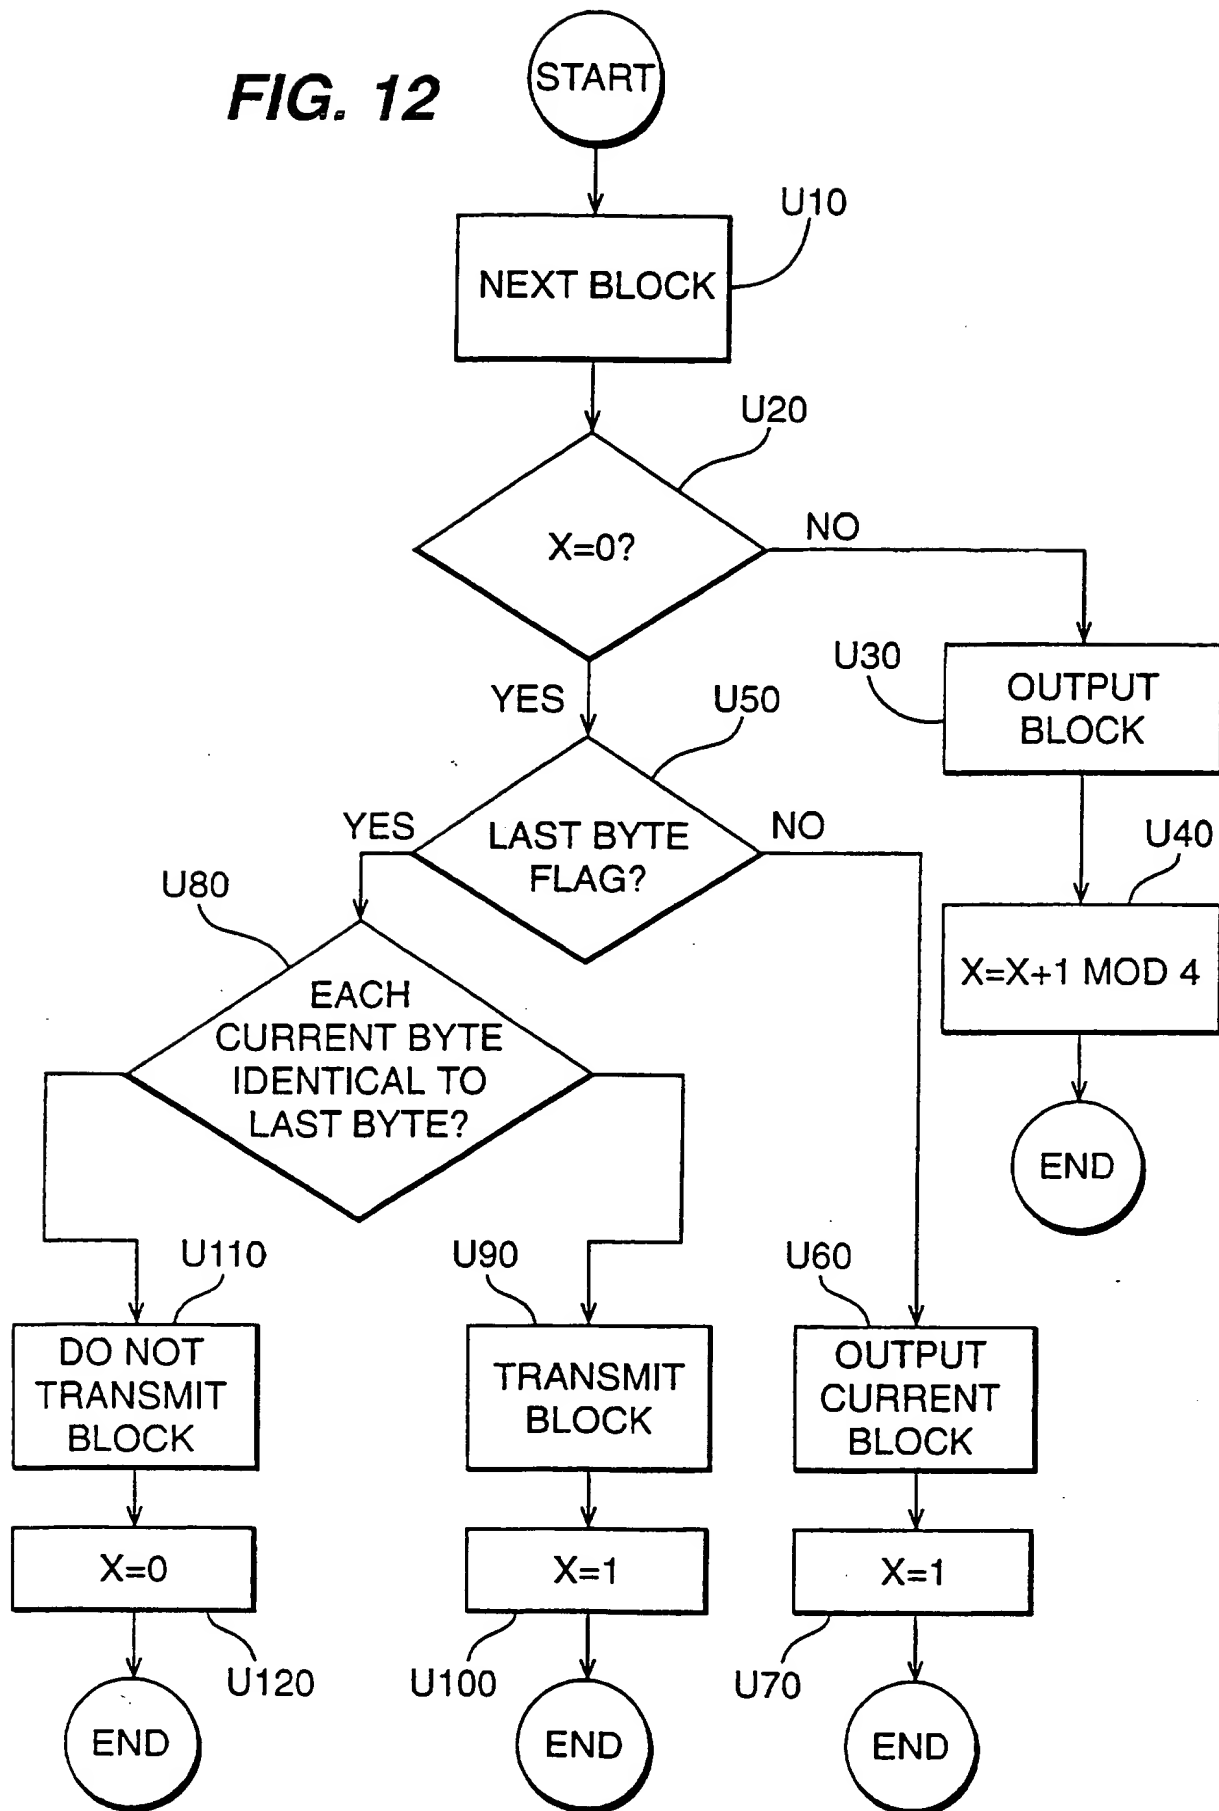 FIG. 12
START
U10
NEXT BLOCK
U20
X=0?
NO
YES
U30
OUTPUT
BLOCK
U50
LAST BYTE
FLAG?
YES
NO
U40
X=X+1 MOD 4
END
U80
EACH
CURRENT BYTE
IDENTICAL TO
LAST BYTE?
U110
DO NOT
TRANSMIT
BLOCK
U90
TRANSMIT
BLOCK
U60
OUTPUT
CURRENT
BLOCK
X=0
X=1
X=1
U120
U100
U70
END
END
END